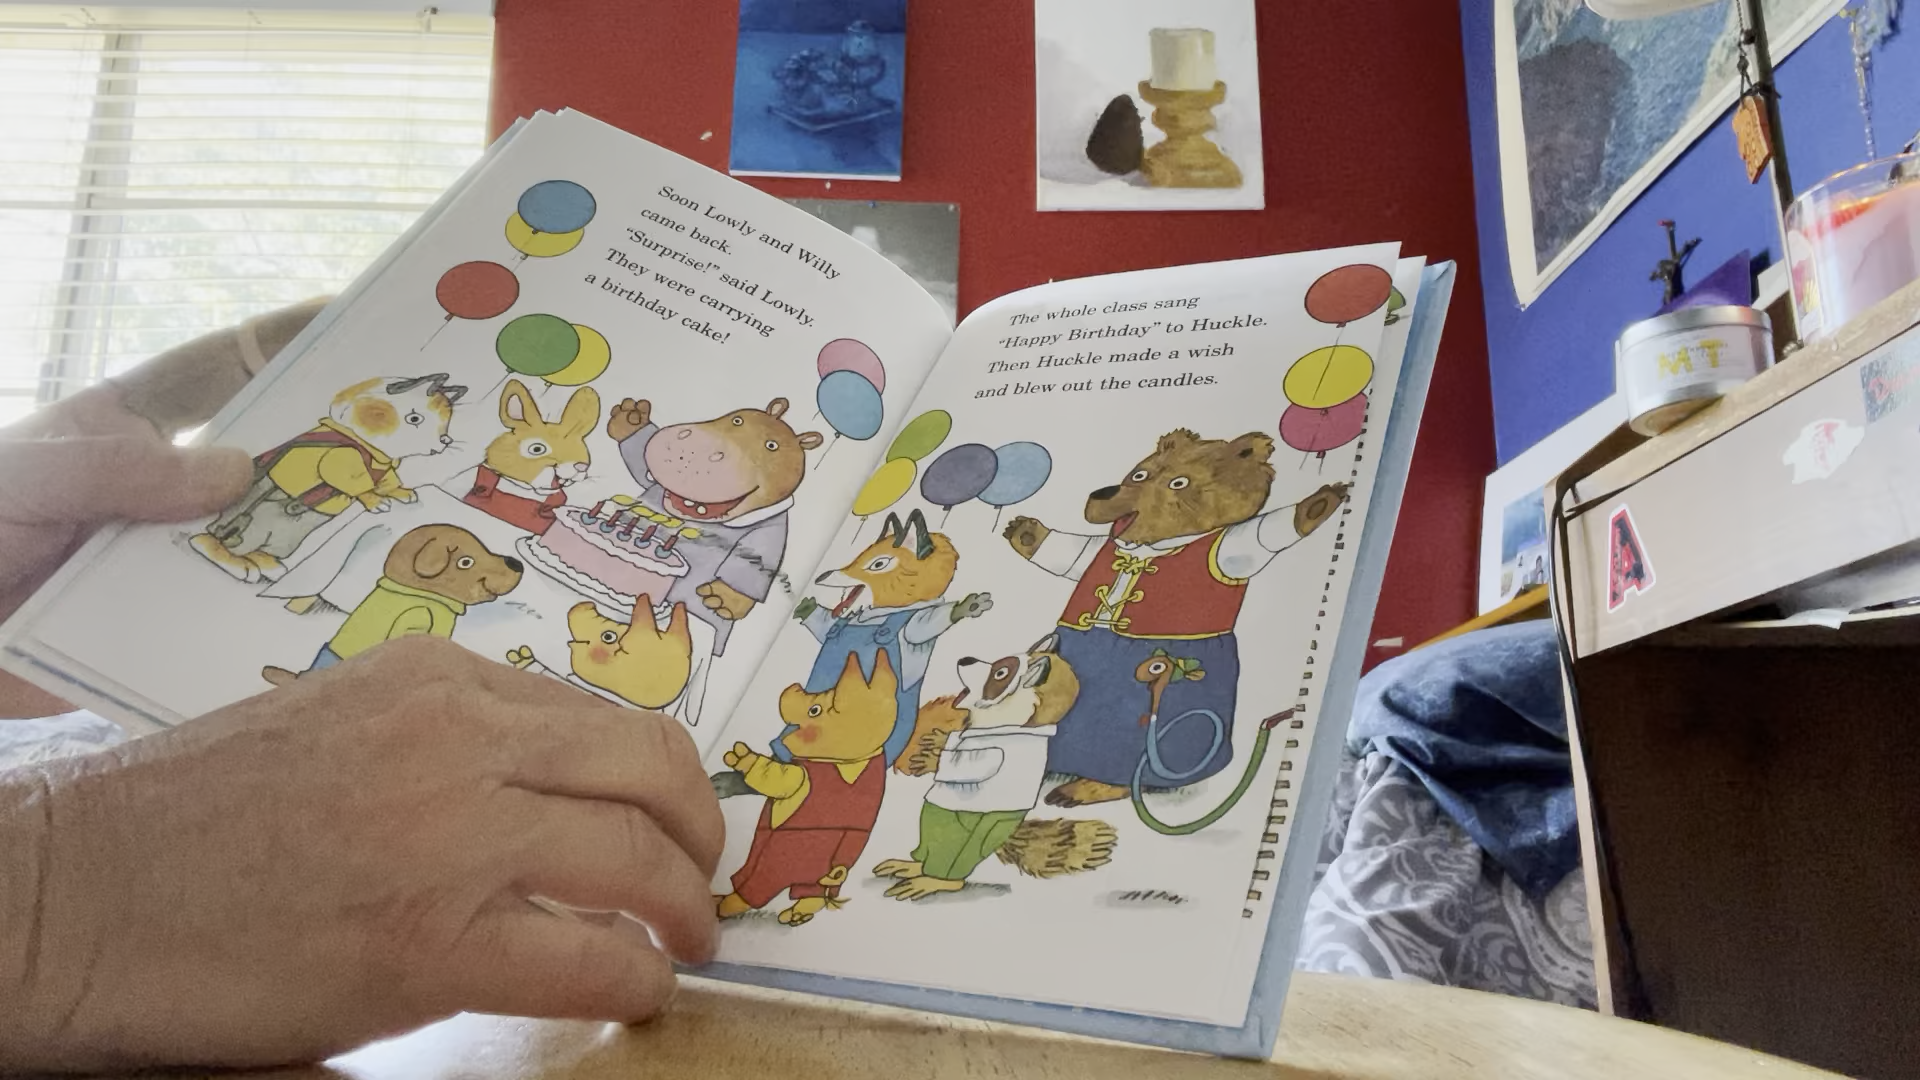 Soon Lowly and Willy
came back.
"Surprise!" said Lowly.
They were carrying
a birthday cake!
The whole class sang
"Happy Birthday" to Huckle.
Then Huckle made a wish
and blew out the candles.
A